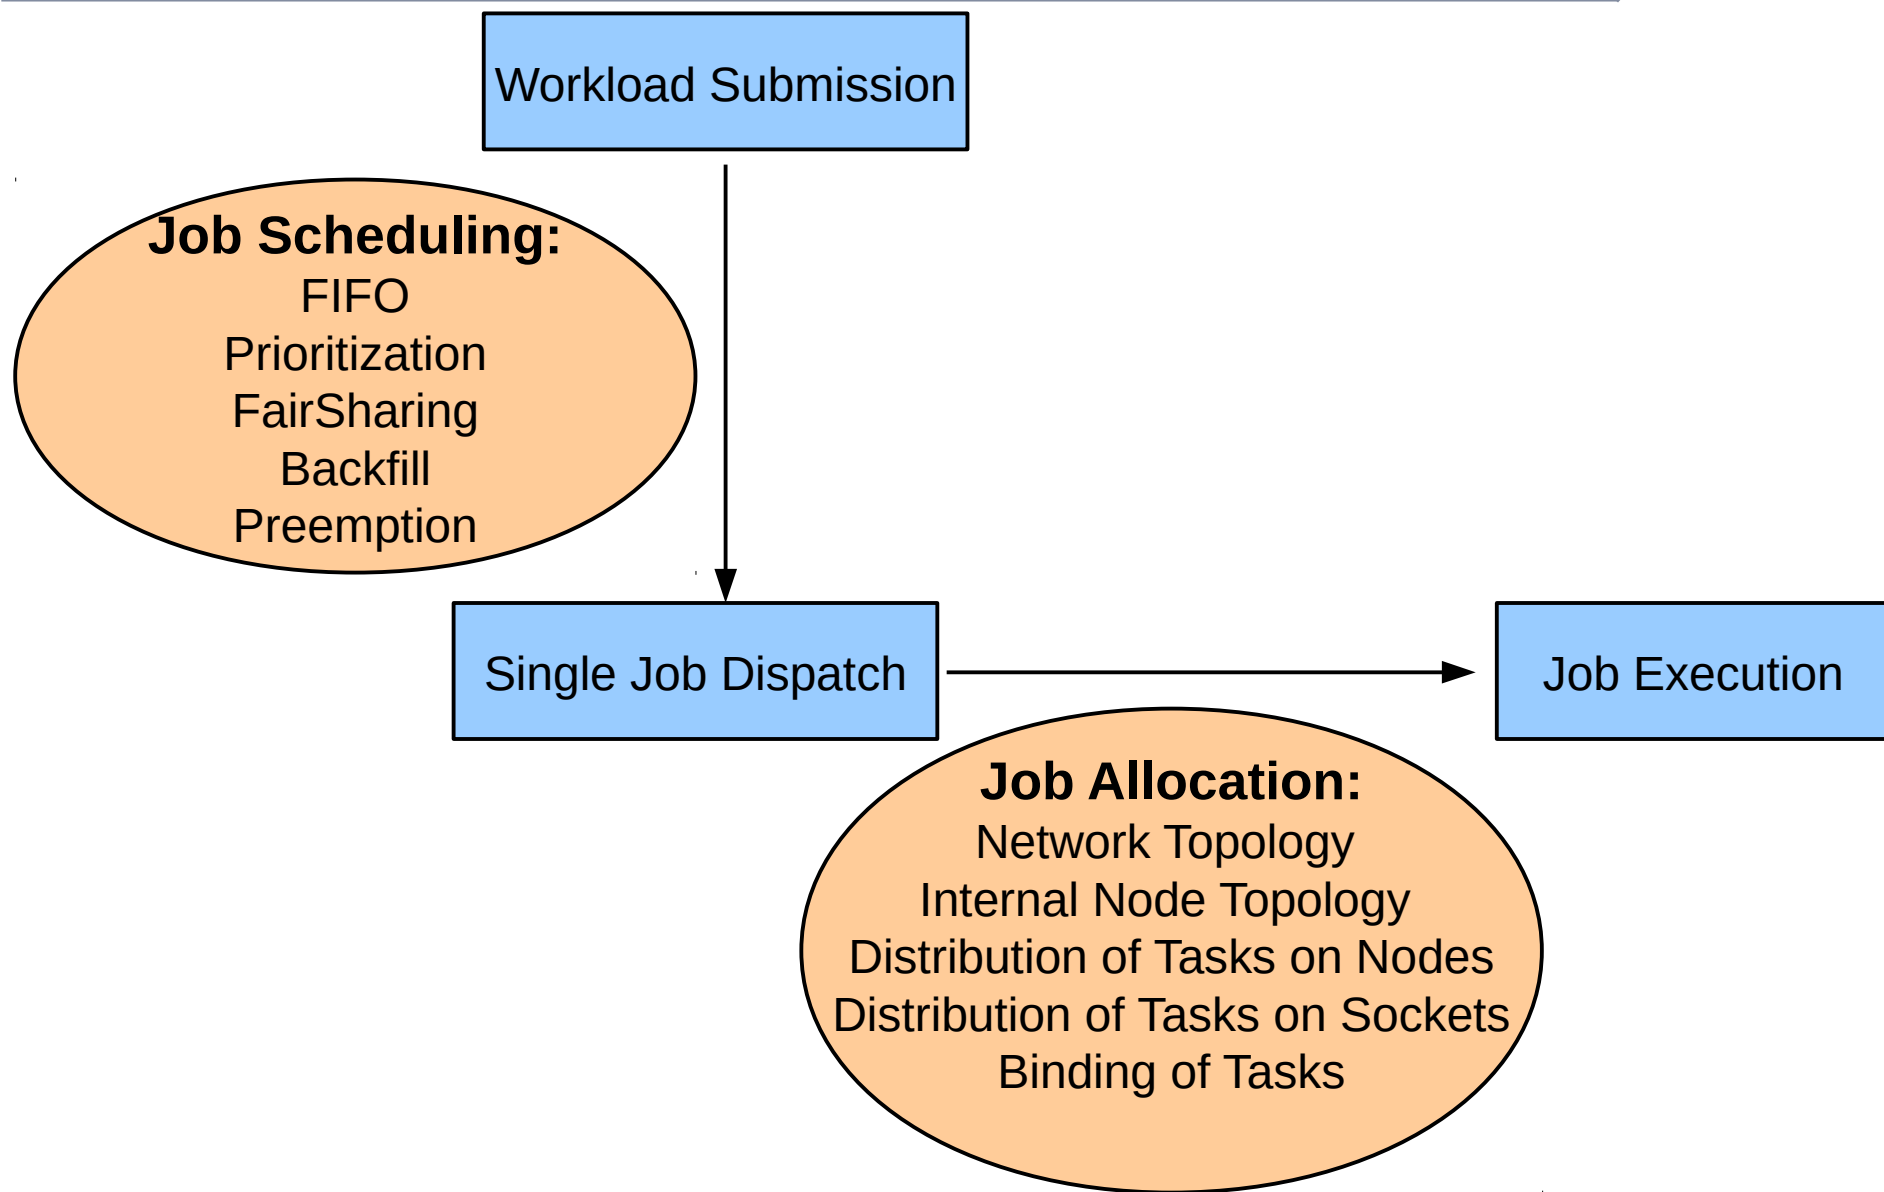 Workload Submission
Job Scheduling:
FIFO
Prioritization
FairSharing
Backfill
Preemption
Single Job Dispatch
Job Execution
Job Allocation:
Network Topology
Internal Node Topology
Distribution of Tasks on Nodes
Distribution of Tasks on Sockets
Binding of Tasks